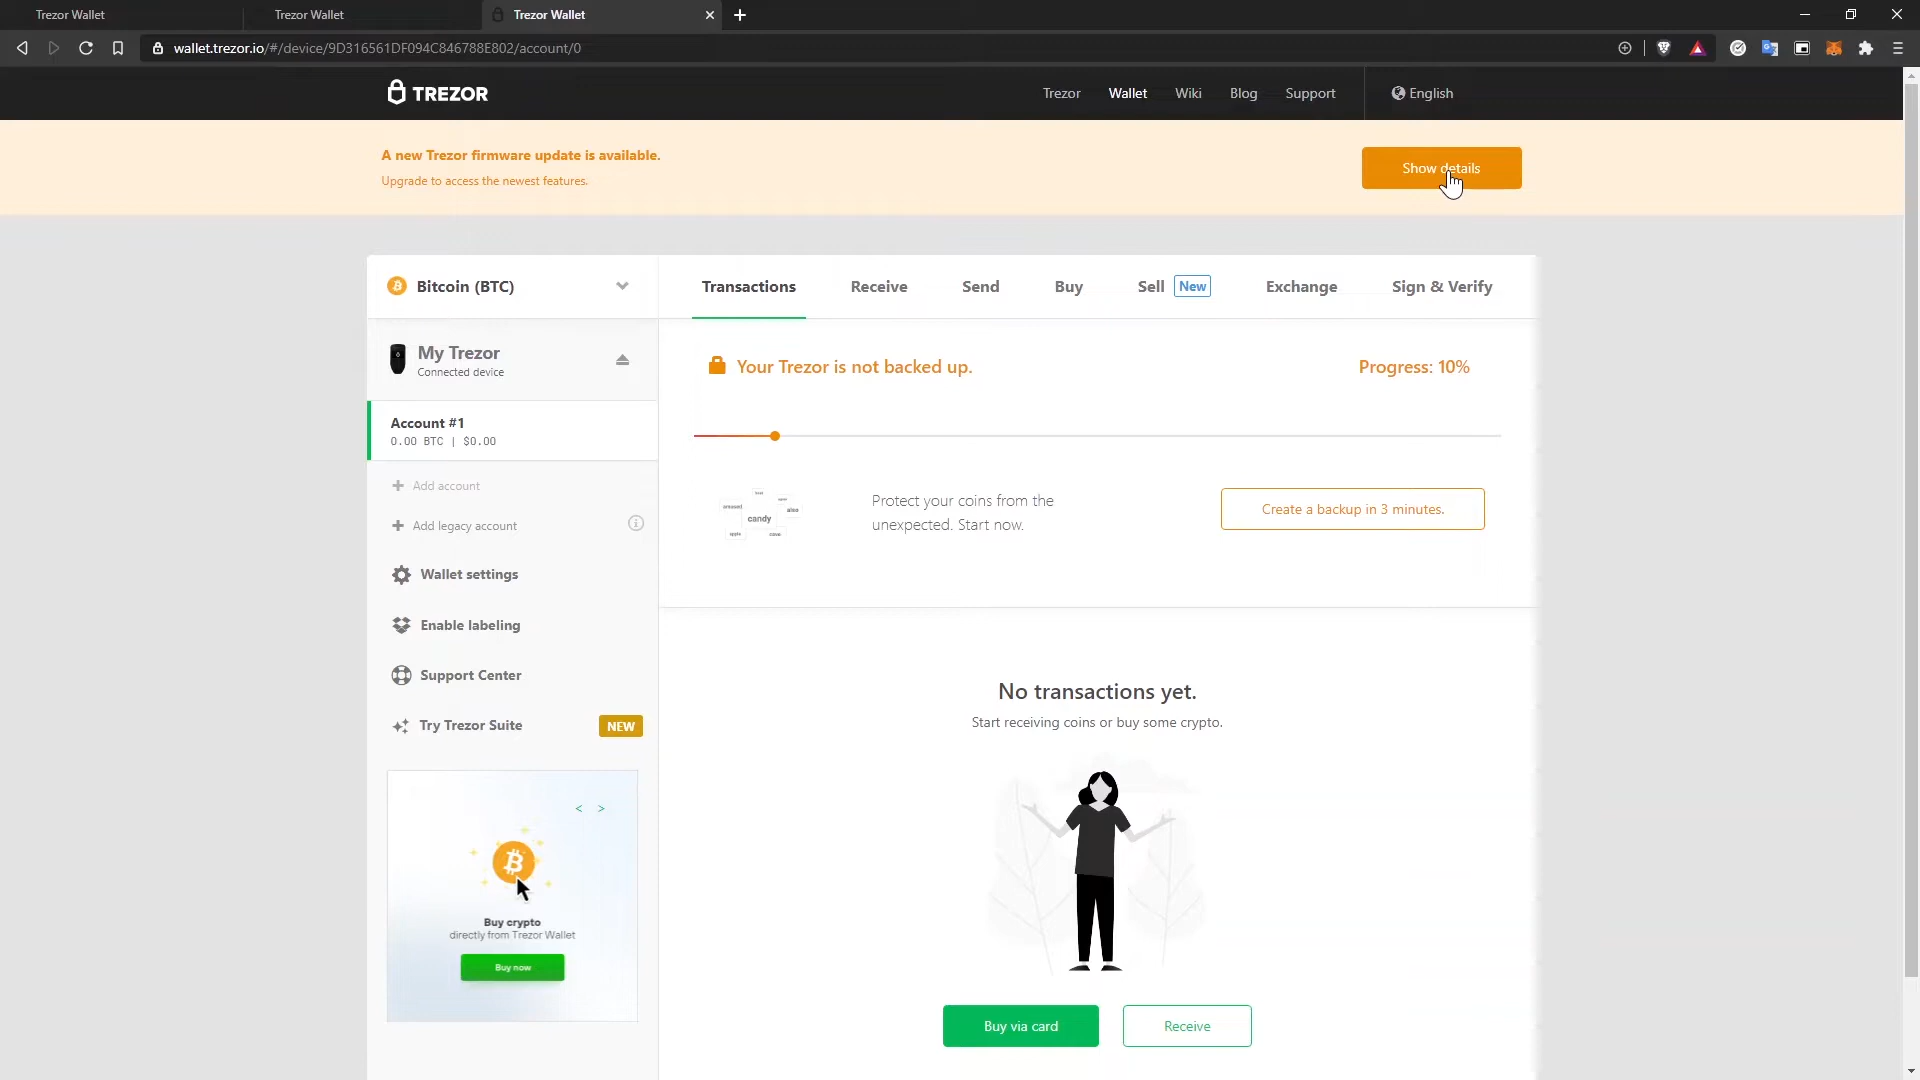 Trezor Wallet
Trezor Wallet
Trezor Wallet
wallet.trezor.io/#/device/9D316561DF094C846788E802/account/0
TREZOR
Trezor
Wallet
Wiki
Blog
Support
English
A new Trezor firmware update is available.
Upgrade to access the newest features.
Show details
Bitcoin (BTC)
Transactions
Receive
Send
Buy
Sell New
Exchange
Sign & Verify
My Trezor
Connected device
Your Trezor is not backed up.
Progress: 10%
Account #1
0.00 BTC | $0.00
Add account
Add legacy account
candy
also
apple
Protect your coins from the
unexpected. Start now.
Create a backup in 3 minutes.
Wallet settings
Enable labeling
Support Center
Try Trezor Suite
NEW
No transactions yet.
Start receiving coins or buy some crypto.
< >
Buy crypto
directly from Trezor Wallet
Buy now
Buy via card
Receive